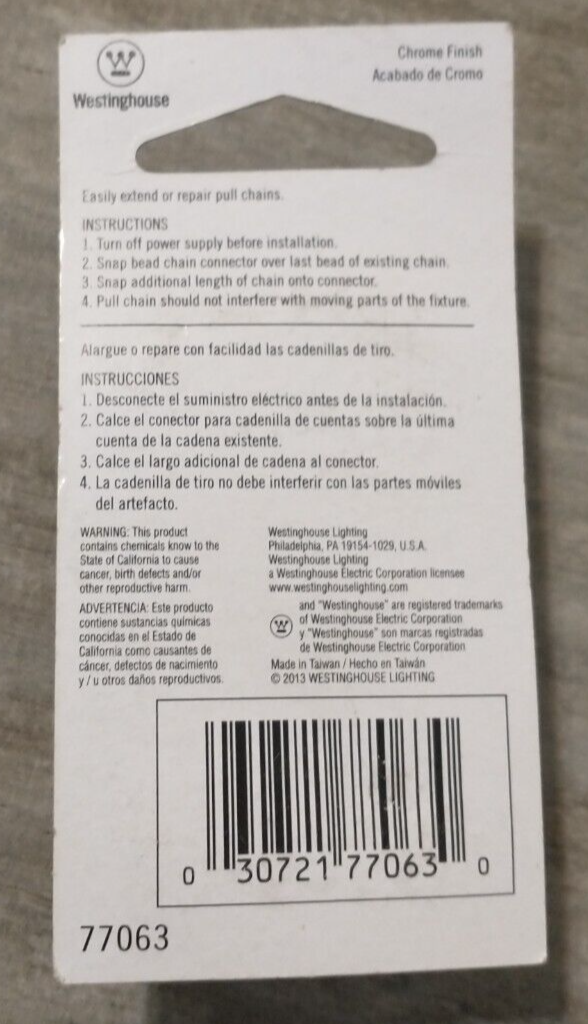 W
Westinghouse
Chrome Finish
Acabado de Cromo
Easily extend or repair pull chains.
INSTRUCTIONS
1. Turn off power supply before installation.
2. Snap bead chain connector over last bead of existing chain.
3. Snap additional length of chain onto connector.
4. Pull chain should not interfere with moving parts of the fixture.
Alargue o repare con facilidad las cadenillas de tiro.
INSTRUCCIONES
1. Desconecte el suministro eléctrico antes de la instalación.
2. Calce el conector para cadenilla de cuentas sobre la última
cuenta de la cadena existente.
3. Calce el largo adicional de cadena al conector.
4. La cadenilla de tiro no debe interferir con las partes móviles
del artefacto.
WARNING: This product
contains chemicals know to the
State of California to cause
cancer, birth defects and/or
other reproductive harm.
ADVERTENCIA: Este producto
contiene sustancias químicas
conocidas en el Estado de
California como causantes de
cáncer, defectos de nacimiento
y / u otros daños reproductivos.
Westinghouse Lighting
Philadelphia, PA 19154-1029, U.S.A.
Westinghouse Lighting
a Westinghouse Electric Corporation licensee
www.westinghouselighting.com
W
and "Westinghouse" are registered trademarks
of Westinghouse Electric Corporation
y "Westinghouse" son marcas registradas
de Westinghouse Electric Corporation
Made in Taiwan / Hecho en Taiwán
© 2013 WESTINGHOUSE LIGHTING
0 30721 77063 0
77063